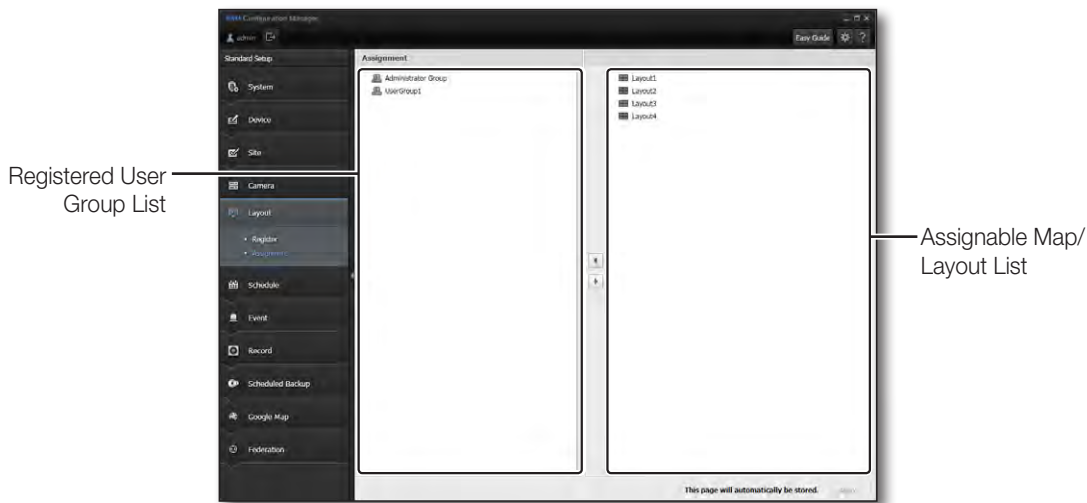 SSM Configuration Manager
admin
Easy Guide
?
Standard Setup
Assignment
System
Device
Site
Camera
Layout
Register
Assignment
Schedule
Event
Record
Scheduled Backup
Google Map
Federation
Administrator Group
UserGroup1
Layout1
Layout2
Layout3
Layout4
This page will automatically be stored.
Registered User
Group List
Assignable Map/
Layout List